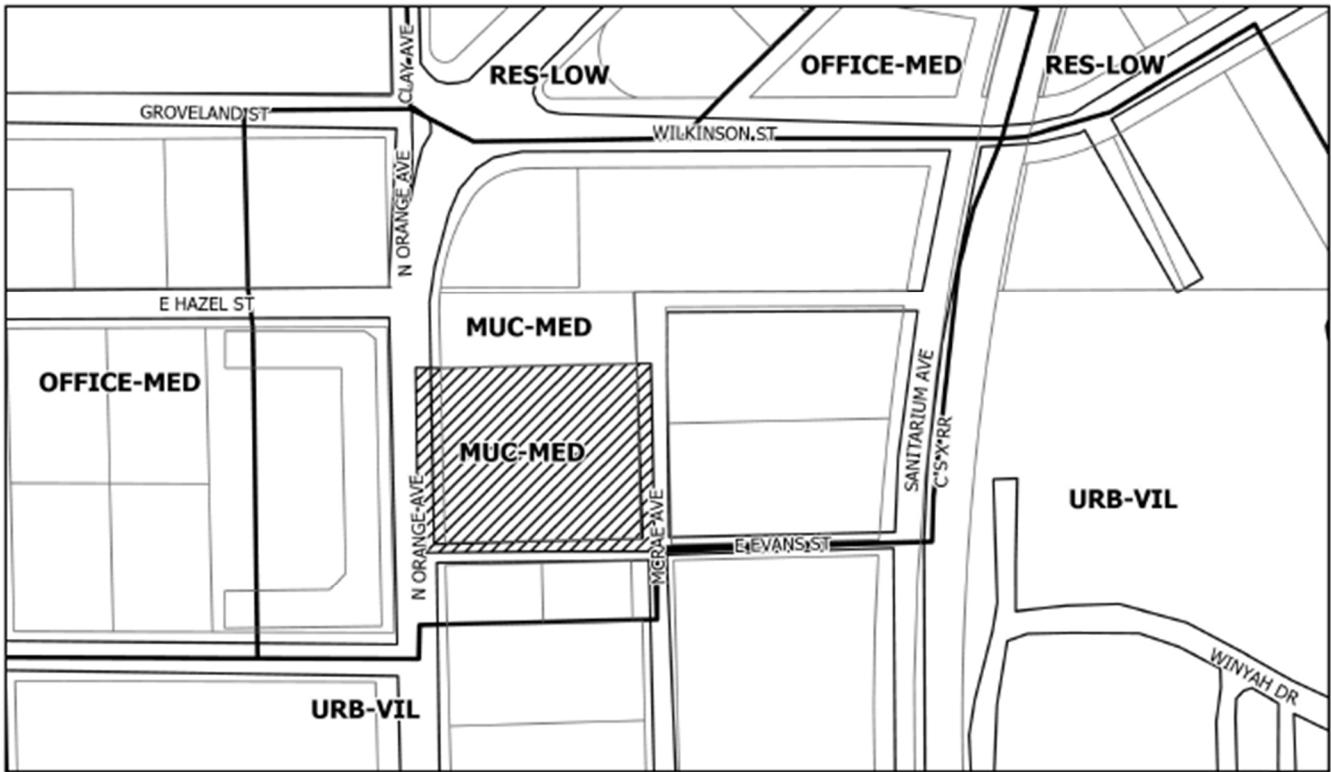 CLAY AVE
RES-LOW
OFFICE-MED
RES-LOW
GROVELAND ST
WILKINSON ST
N ORANGE AVE
E HAZEL ST
MUC-MED
OFFICE-MED
SANITARIUM AVE
C S X RR
MUC-MED
N ORANGE AVE
MCRAE AVE
URB-VIL
E EVANS ST
WINYAH DR
URB-VIL